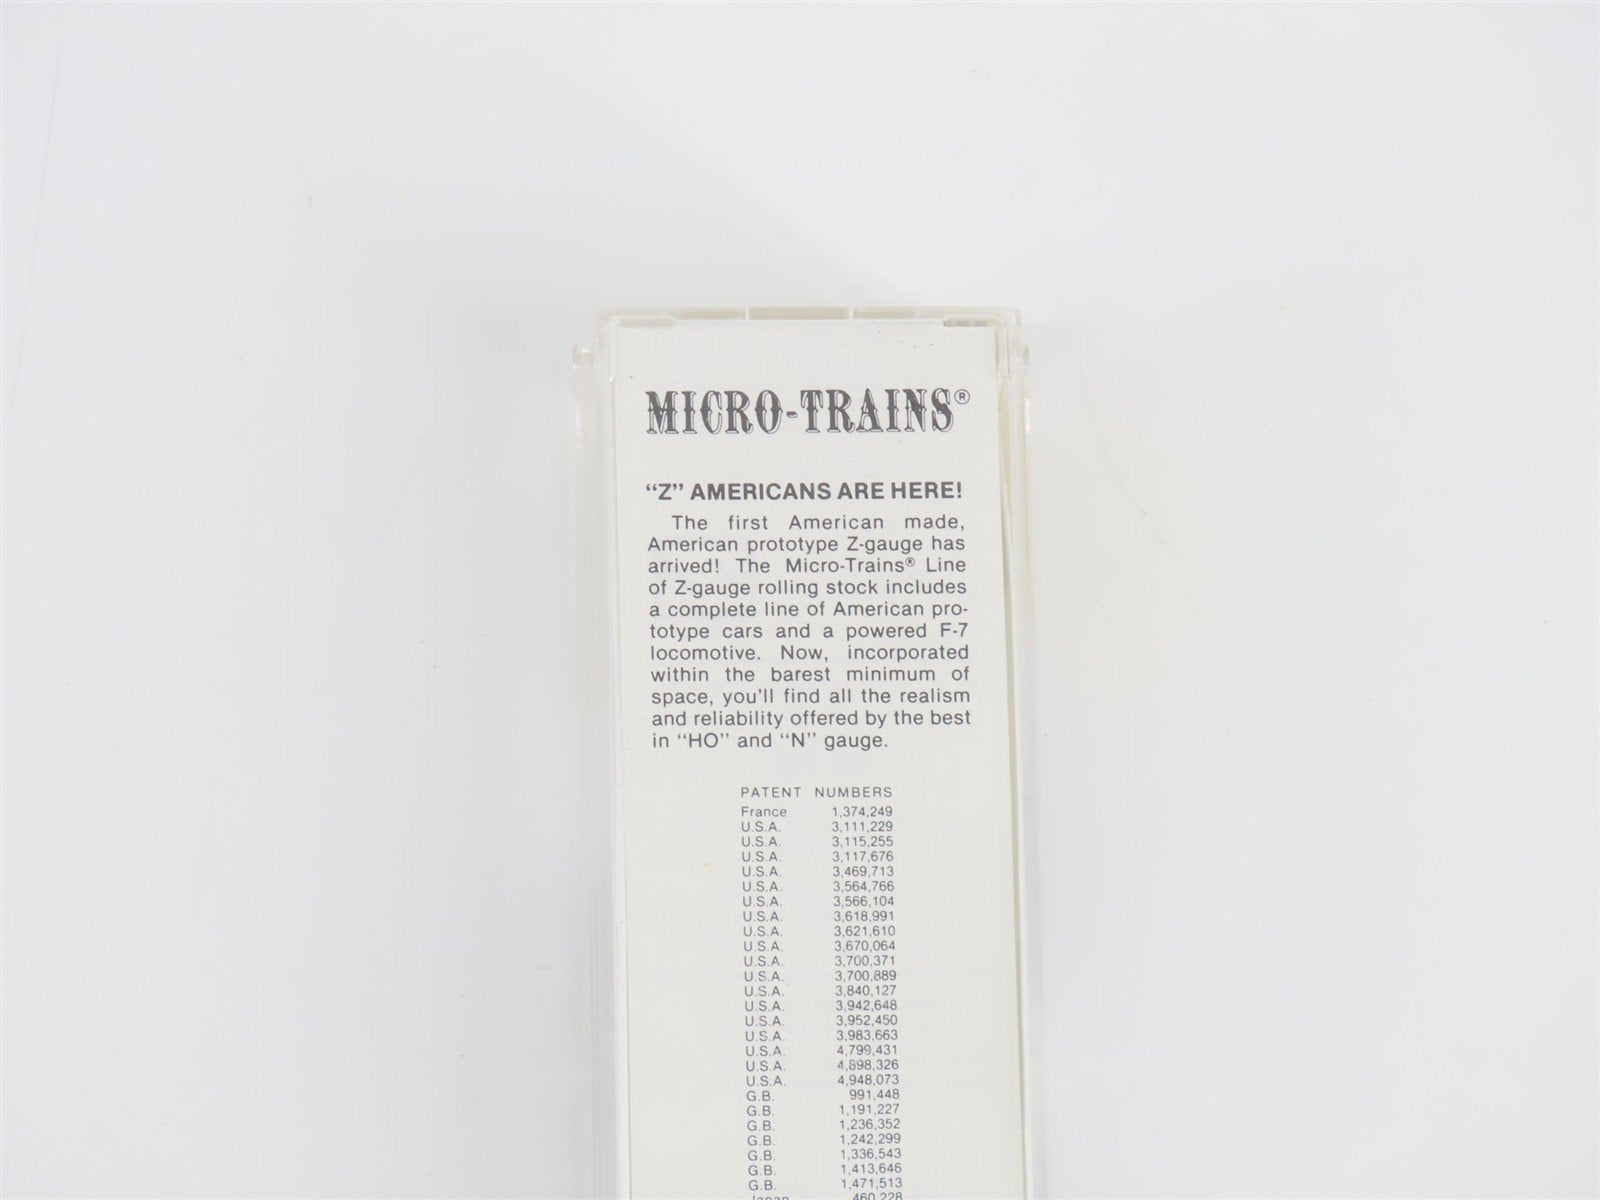 MICRO-TRAINS®
“Z” AMERICANS ARE HERE!
The first American made,
American prototype Z-gauge has
arrived! The Micro-Trains® Line
of Z-gauge rolling stock includes
a complete line of American pro-
totype cars and a powered F-7
locomotive. Now, incorporated
within the barest minimum of
space, you'll find all the realism
and reliability offered by the best
in “HO” and “N” gauge.
PATENT NUMBERS
France 1,374,249
U.S.A. 3,111,229
U.S.A. 3,115,255
U.S.A. 3,117,676
U.S.A. 3,469,713
U.S.A. 3,564,766
U.S.A. 3,566,104
U.S.A. 3,618,991
U.S.A. 3,621,610
U.S.A. 3,670,064
U.S.A. 3,700,371
U.S.A. 3,700,889
U.S.A. 3,840,127
U.S.A. 3,942,648
U.S.A. 3,952,450
U.S.A. 3,983,663
U.S.A. 4,799,431
U.S.A. 4,898,326
U.S.A. 4,948,073
G.B. 991,448
G.B. 1,191,227
G.B. 1,236,352
G.B. 1,242,299
G.B. 1,336,543
G.B. 1,413,646
G.B. 1,471,513
Japan 460,228